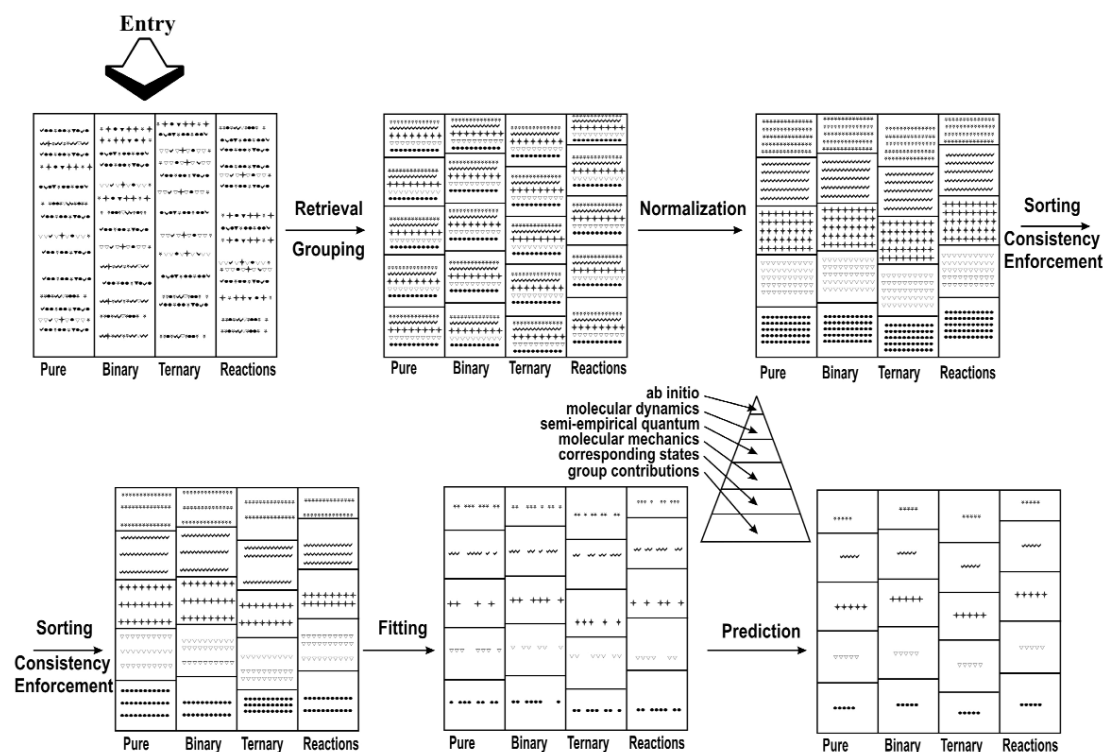 Entry
Retrieval
Grouping
Normalization
Sorting
Consistency
Enforcement
Pure Binary Ternary Reactions
Pure Binary Ternary Reactions
Pure Binary Ternary Reactions
ab initio
molecular dynamics
semi-empirical quantum
molecular mechanics
corresponding states
group contributions
Sorting
Consistency
Enforcement
Fitting
Prediction
Pure Binary Ternary Reactions
Pure Binary Ternary Reactions
Pure Binary Ternary Reactions